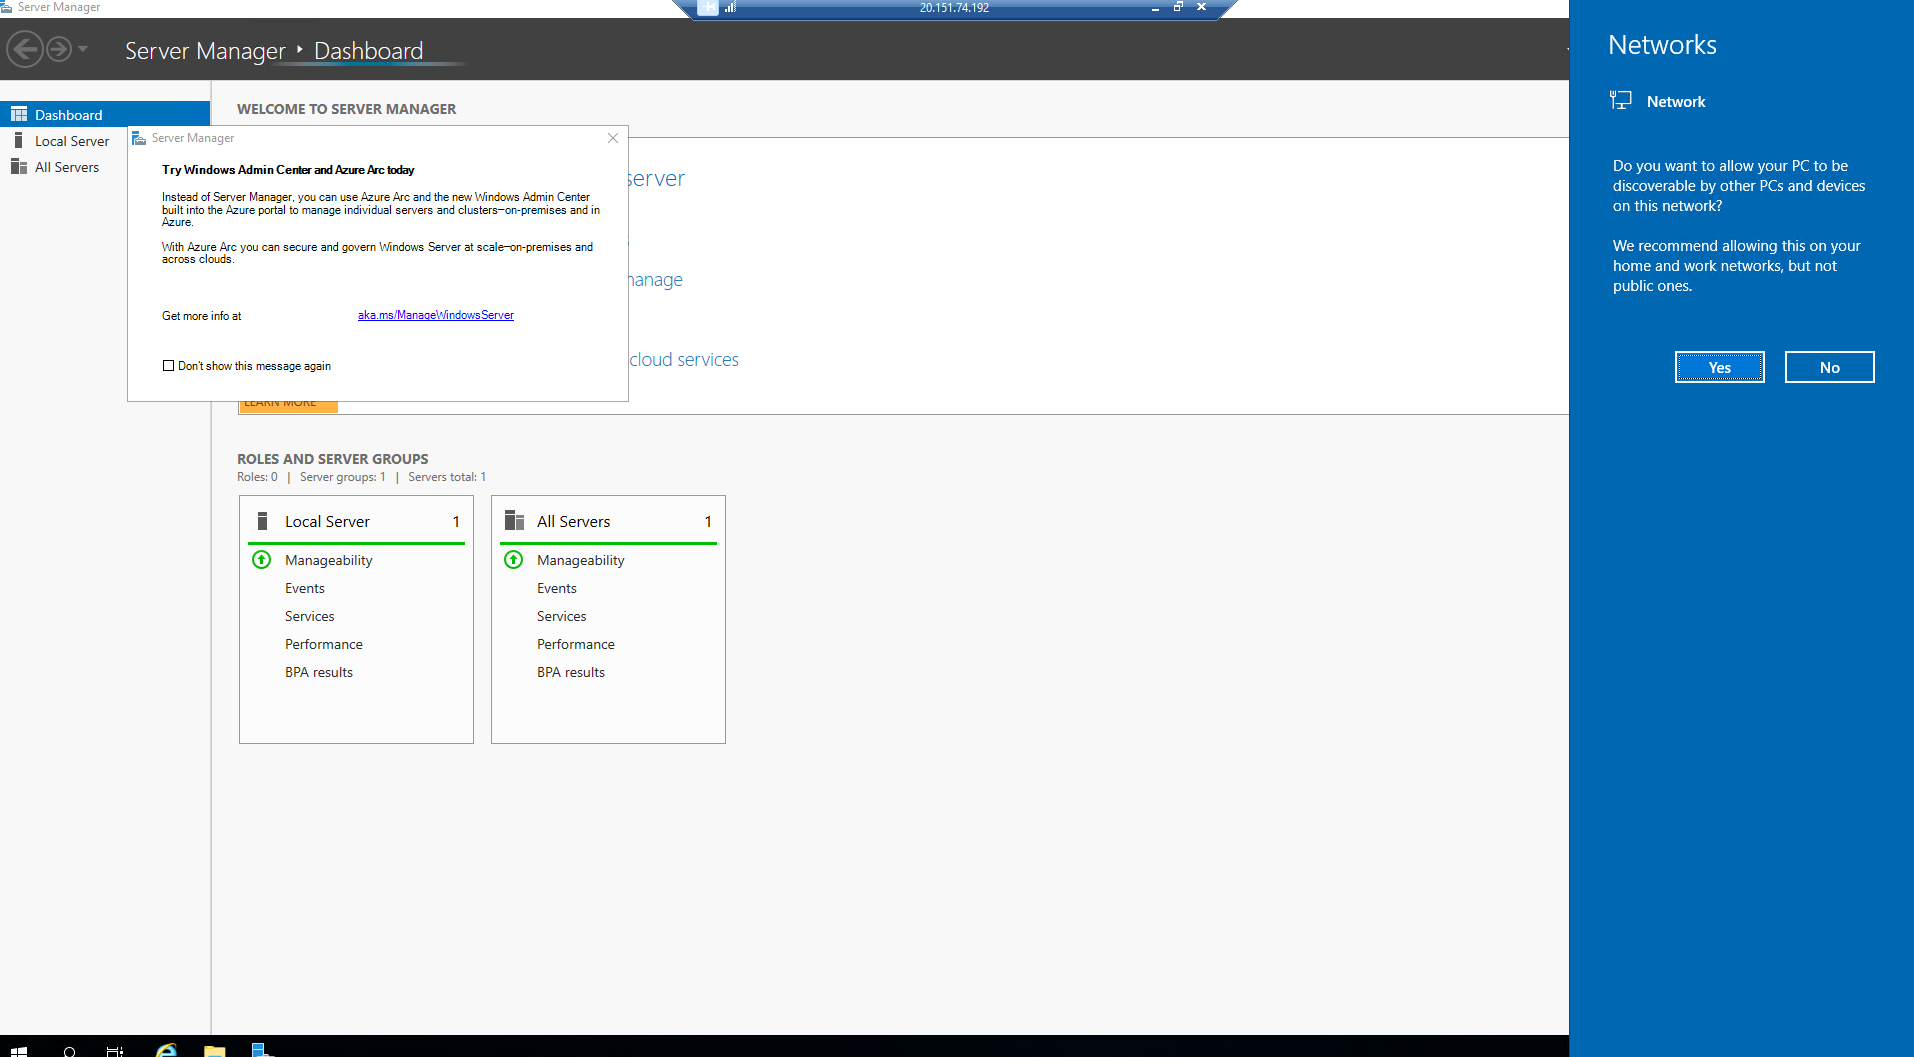 Server Manager
20.151.74.192
Server Manager
Dashboard
Dashboard
Local Server
All Servers
WELCOME TO SERVER MANAGER
Server Manager
Try Windows Admin Center and Azure Arc today
Instead of Server Manager, you can use Azure Arc and the new Windows Admin Center
built into the Azure portal to manage individual servers and clusters—on-premises and in
Azure.
With Azure Arc you can secure and govern Windows Server at scale—on-premises and
across clouds.
Get more info at
aka.ms/ManageWindowsServer
Don't show this message again
server
manage
cloud services
LEARN MORE
ROLES AND SERVER GROUPS
Roles: 0 | Server groups: 1 | Servers total: 1
Local Server 1
Manageability
Events
Services
Performance
BPA results
All Servers 1
Manageability
Events
Services
Performance
BPA results
Networks
Network
Do you want to allow your PC to be
discoverable by other PCs and devices
on this network?
We recommend allowing this on your
home and work networks, but not
public ones.
Yes
No